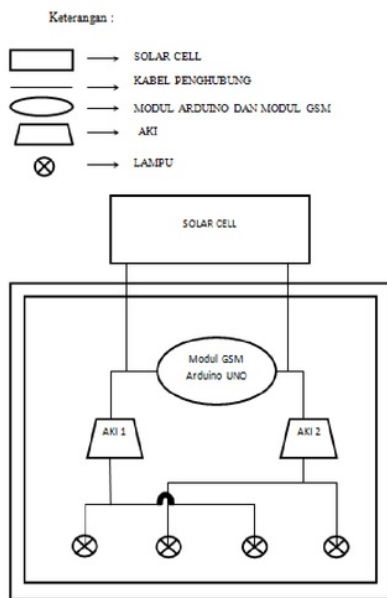 Keterangan :
SOLAR CELL
KABEL PENGHUBUNG
MODUL ARDUINO DAN MODUL GSM
AKI
LAMPU
SOLAR CELL
Modul GSM
Arduino UNO
AKI 1
AKI 2